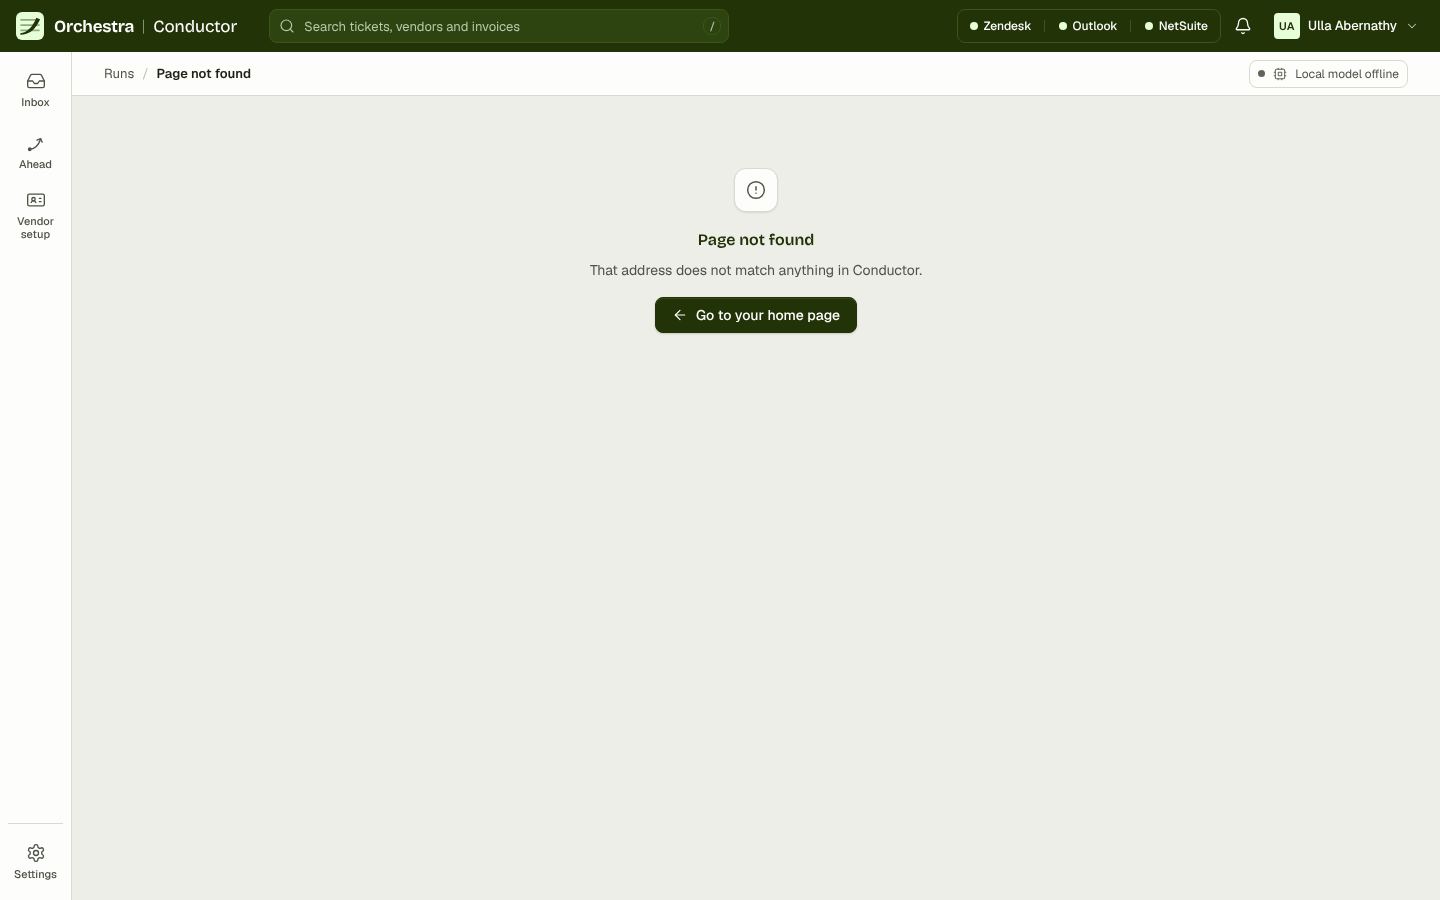 Orchestra | Conductor
Search tickets, vendors and invoices /
Zendesk
Outlook
NetSuite
UA Ulla Abernathy
Runs / Page not found
Local model offline
Inbox
Ahead
Vendor
setup
Page not found
That address does not match anything in Conductor.
Go to your home page
Settings